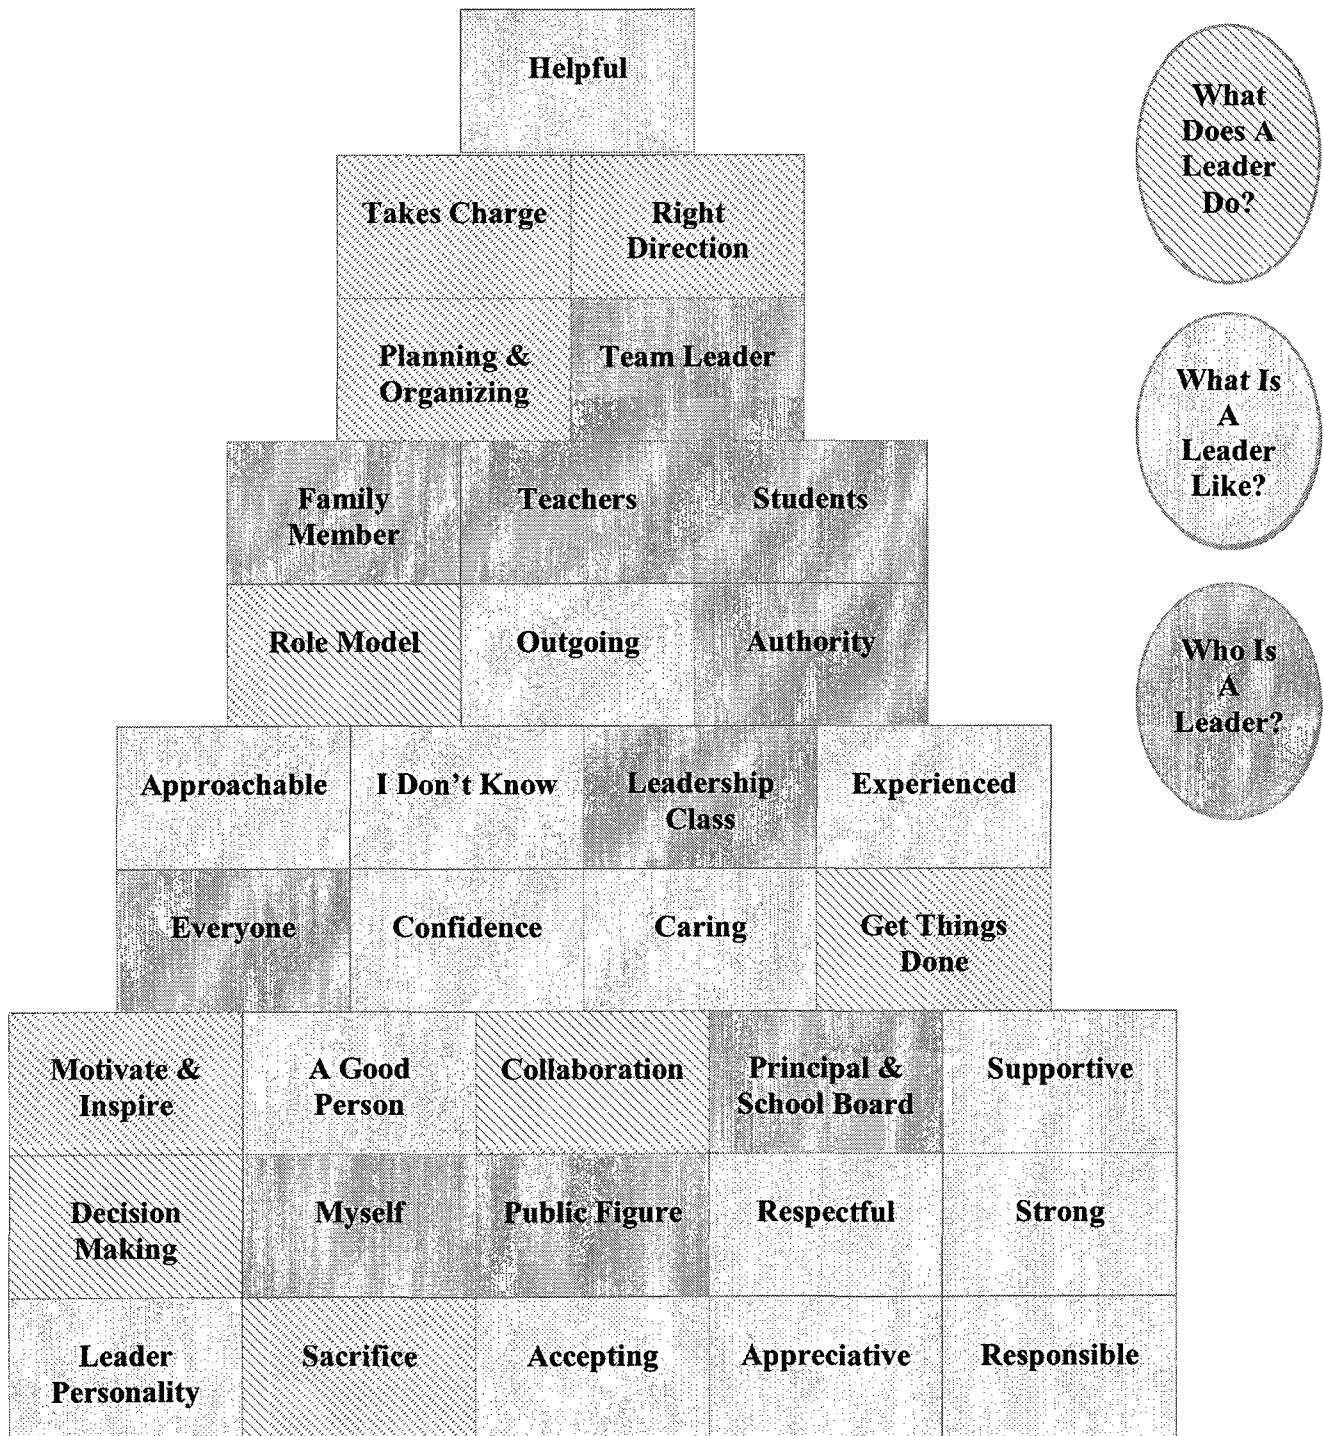 Helpful
Takes Charge
Right
Direction
Planning &
Organizing
Team Leader
Family
Member
Teachers
Students
Role Model
Outgoing
Authority
Approachable
I Don't Know
Leadership
Class
Experienced
Everyone
Confidence
Caring
Get Things
Done
Motivate &
Inspire
A Good
Person
Collaboration
Principal &
School Board
Supportive
Decision
Making
Myself
Public Figure
Respectful
Strong
Leader
Personality
Sacrifice
Accepting
Appreciative
Responsible
What
Does A
Leader
Do?
What Is
A
Leader
Like?
Who Is
A
Leader?